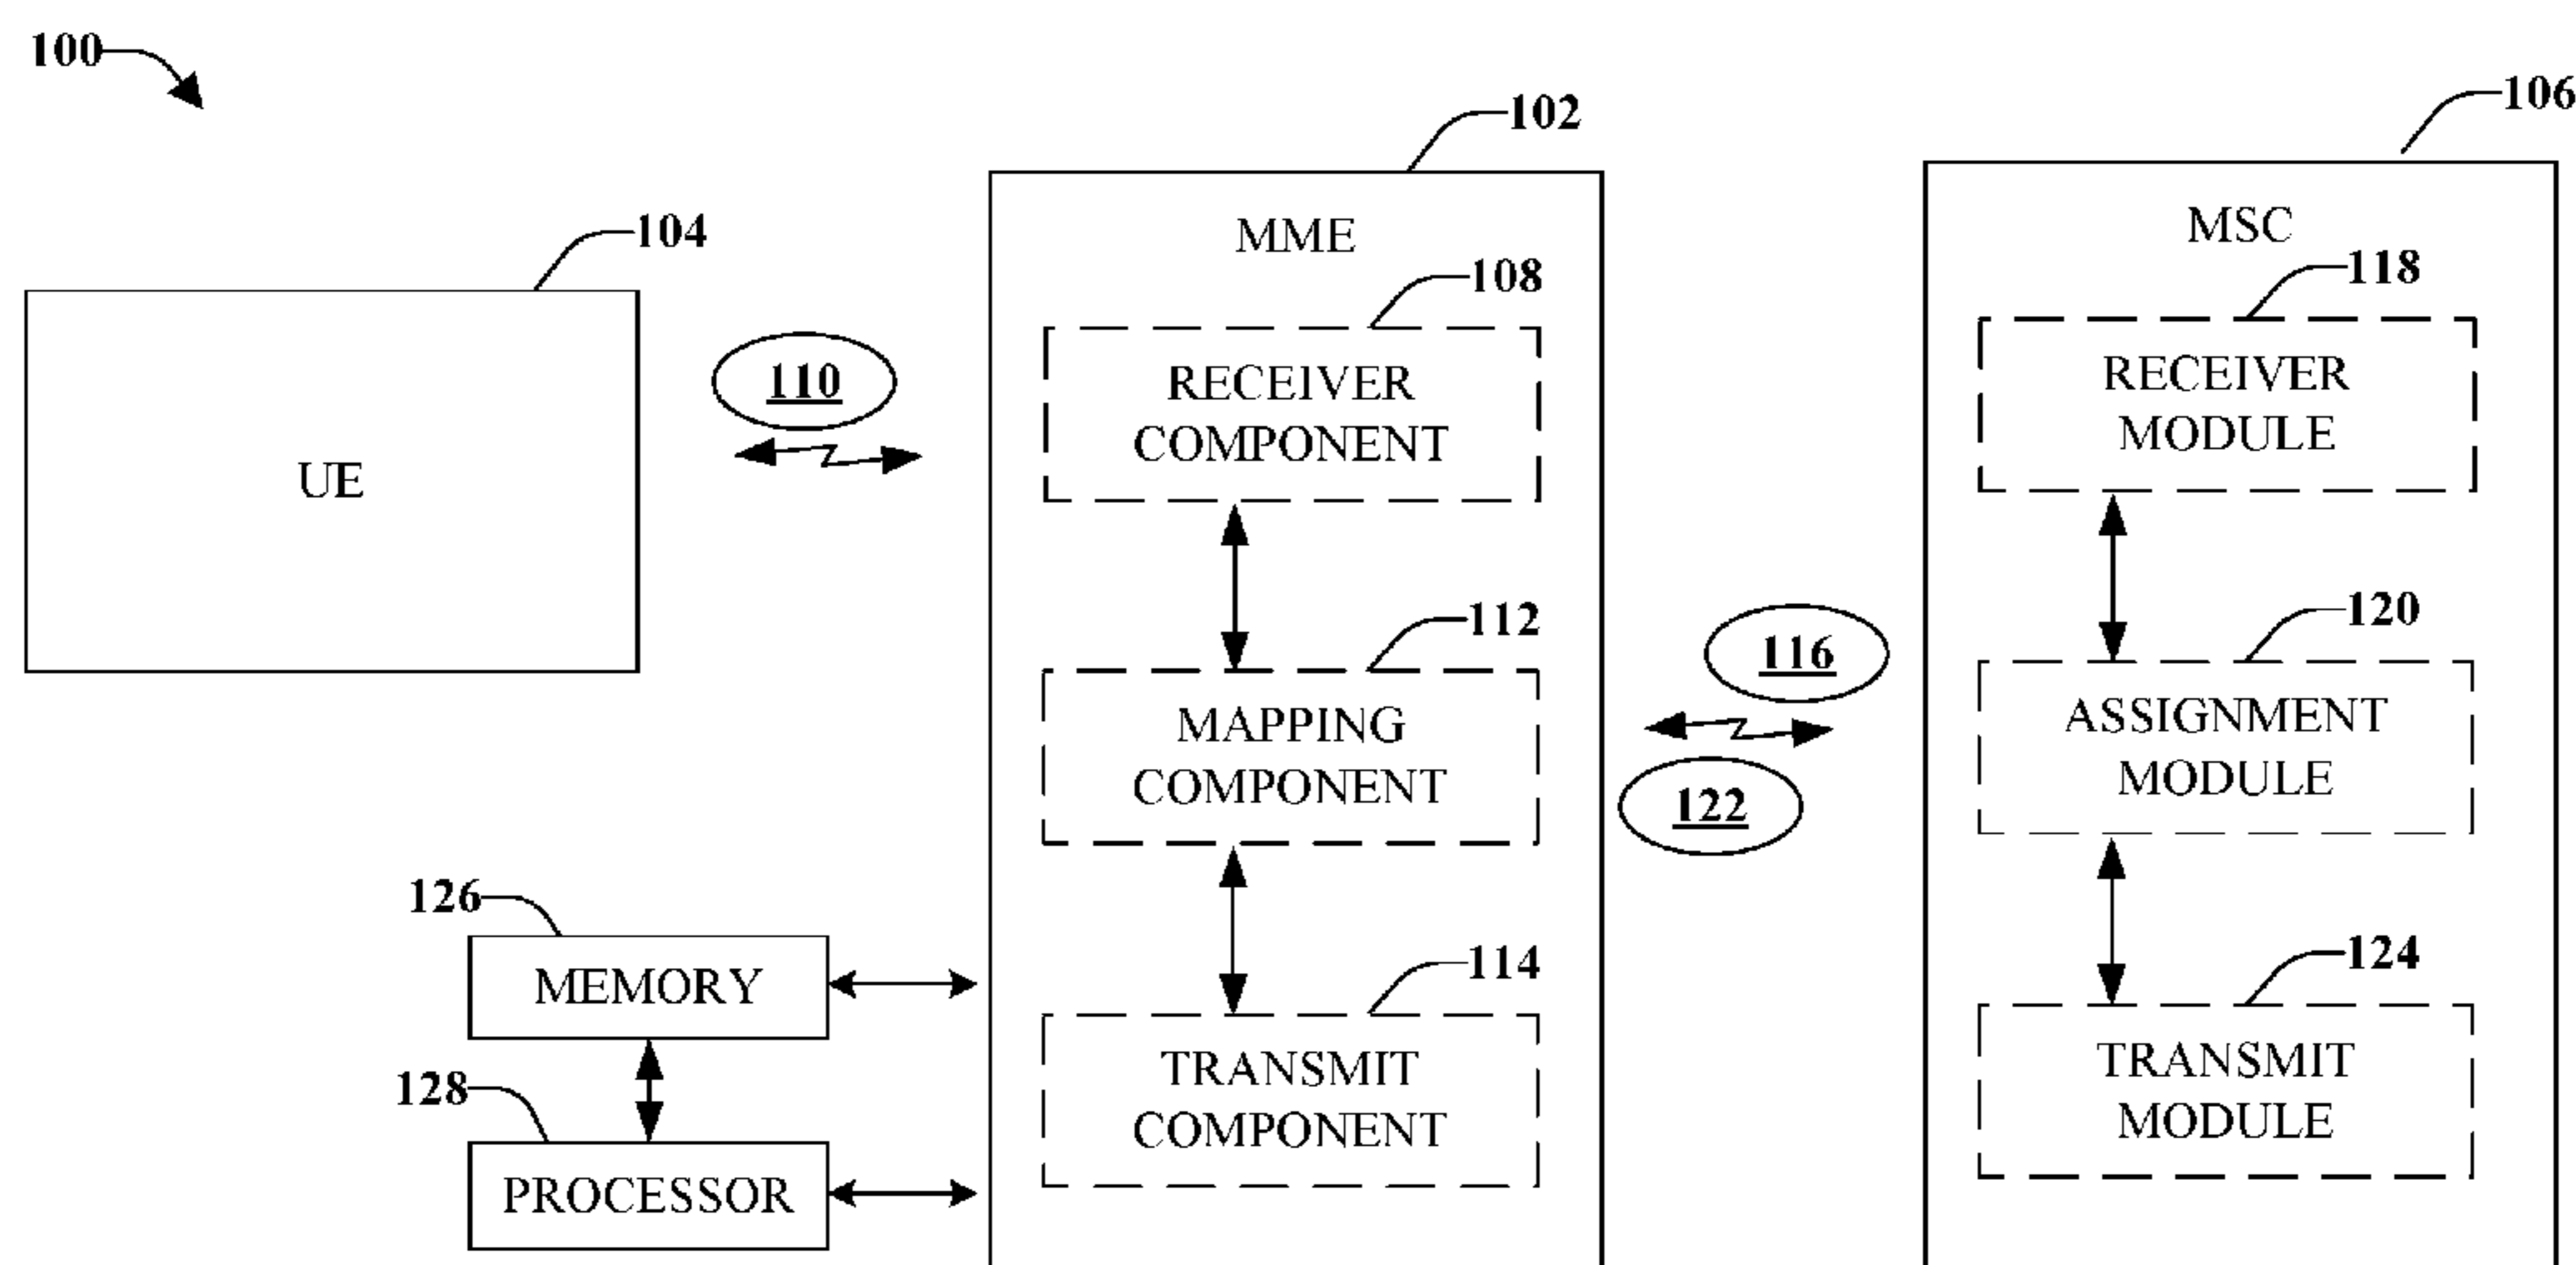 100
104
UE
110
102
MME
108
RECEIVER
COMPONENT
112
MAPPING
COMPONENT
114
TRANSMIT
COMPONENT
126
MEMORY
128
PROCESSOR
116
122
106
MSC
118
RECEIVER
MODULE
120
ASSIGNMENT
MODULE
124
TRANSMIT
MODULE